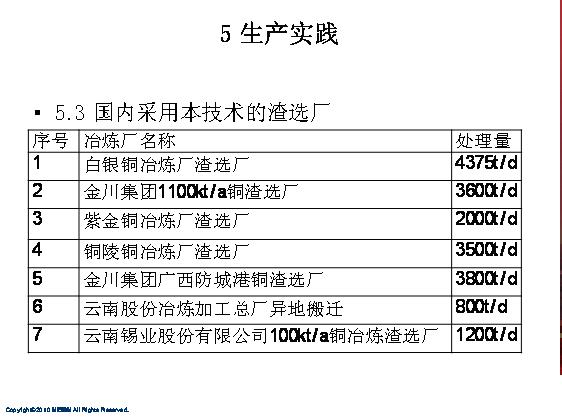 5 生产实践
▪ 5.3 国内采用本技术的渣选厂
序号 冶炼厂名称 处理量
1 白银铜冶炼厂渣选厂 4375t/d
2 金川集团1100kt/a铜渣选厂 3600t/d
3 紫金铜冶炼厂渣选厂 2000t/d
4 铜陵铜冶炼厂渣选厂 3500t/d
5 金川集团广西防城港铜渣选厂 3800t/d
6 云南股份冶炼加工总厂异地搬迁 800t/d
7 云南锡业股份有限公司100kt/a铜冶炼渣选厂 1200t/d
Copyright©2010 All Rights Reserved.